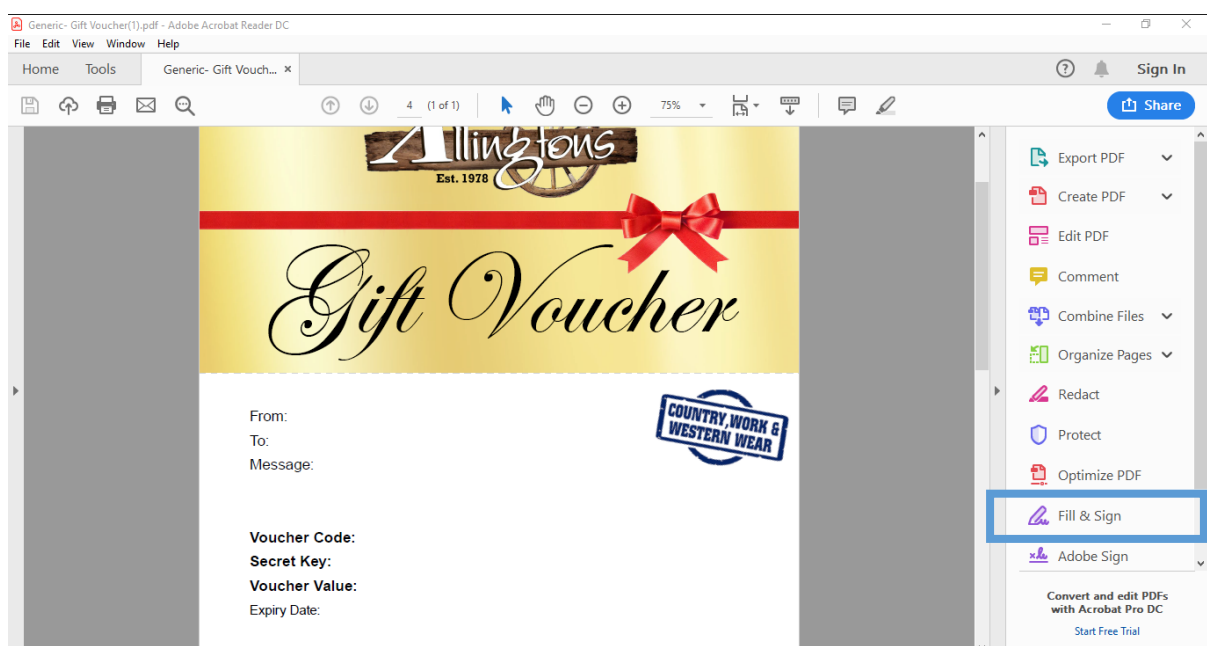 Generic- Gift Voucher(1).pdf - Adobe Acrobat Reader DC
File Edit View Window Help
Home Tools Generic- Gift Vouch... × Sign In
4 (1 of 1) 75% Share
Allingtons
Est. 1978
Gift Voucher
COUNTRY, WORK &
WESTERN WEAR
From:
To:
Message:
Voucher Code:
Secret Key:
Voucher Value:
Expiry Date:
Export PDF
Create PDF
Edit PDF
Comment
Combine Files
Organize Pages
Redact
Protect
Optimize PDF
Fill & Sign
Adobe Sign
Convert and edit PDFs
with Acrobat Pro DC
Start Free Trial